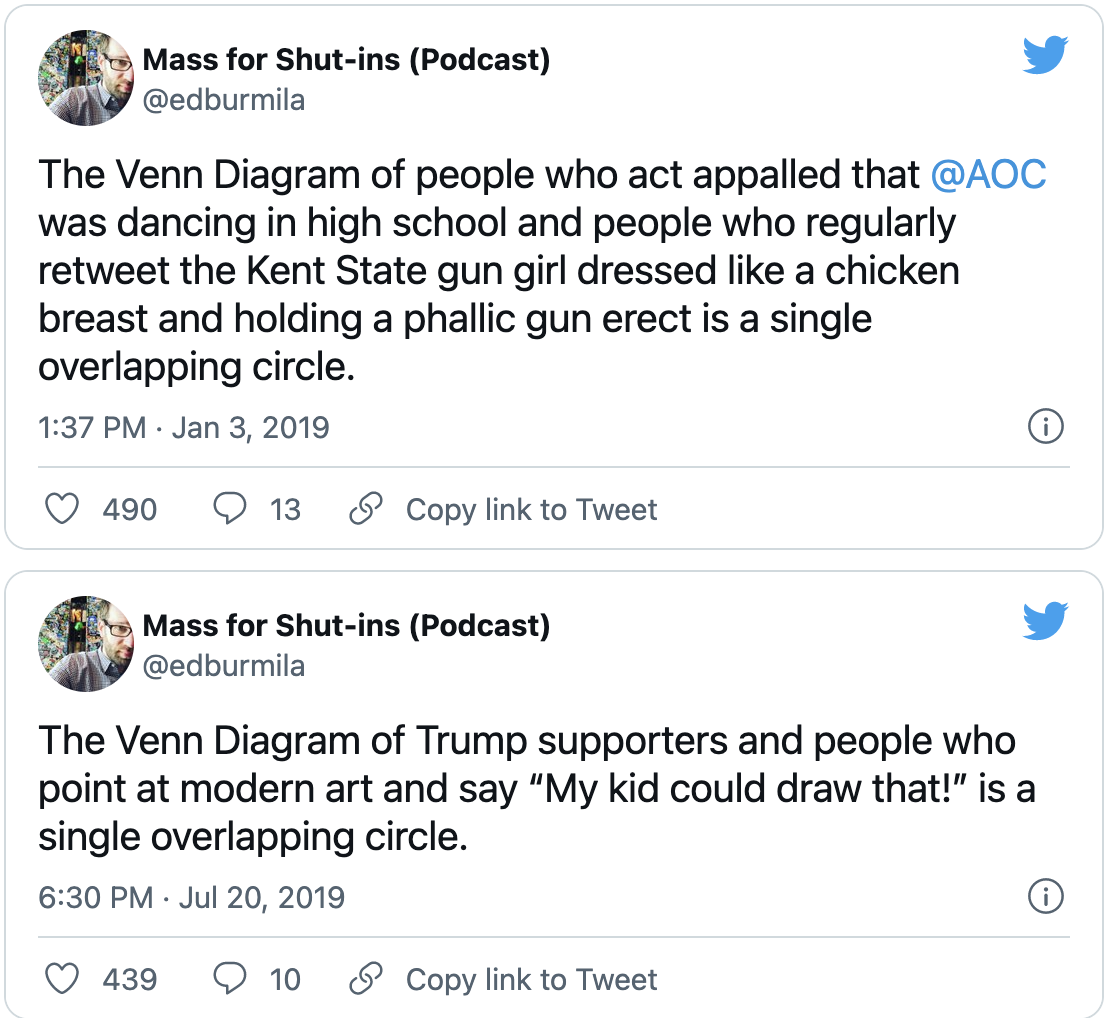 Mass for Shut-ins (Podcast)
@edburmila
The Venn Diagram of people who act appalled that @AOC
was dancing in high school and people who regularly
retweet the Kent State gun girl dressed like a chicken
breast and holding a phallic gun erect is a single
overlapping circle.
1:37 PM · Jan 3, 2019
490 13 Copy link to Tweet
Mass for Shut-ins (Podcast)
@edburmila
The Venn Diagram of Trump supporters and people who
point at modern art and say “My kid could draw that!” is a
single overlapping circle.
6:30 PM · Jul 20, 2019
439 10 Copy link to Tweet